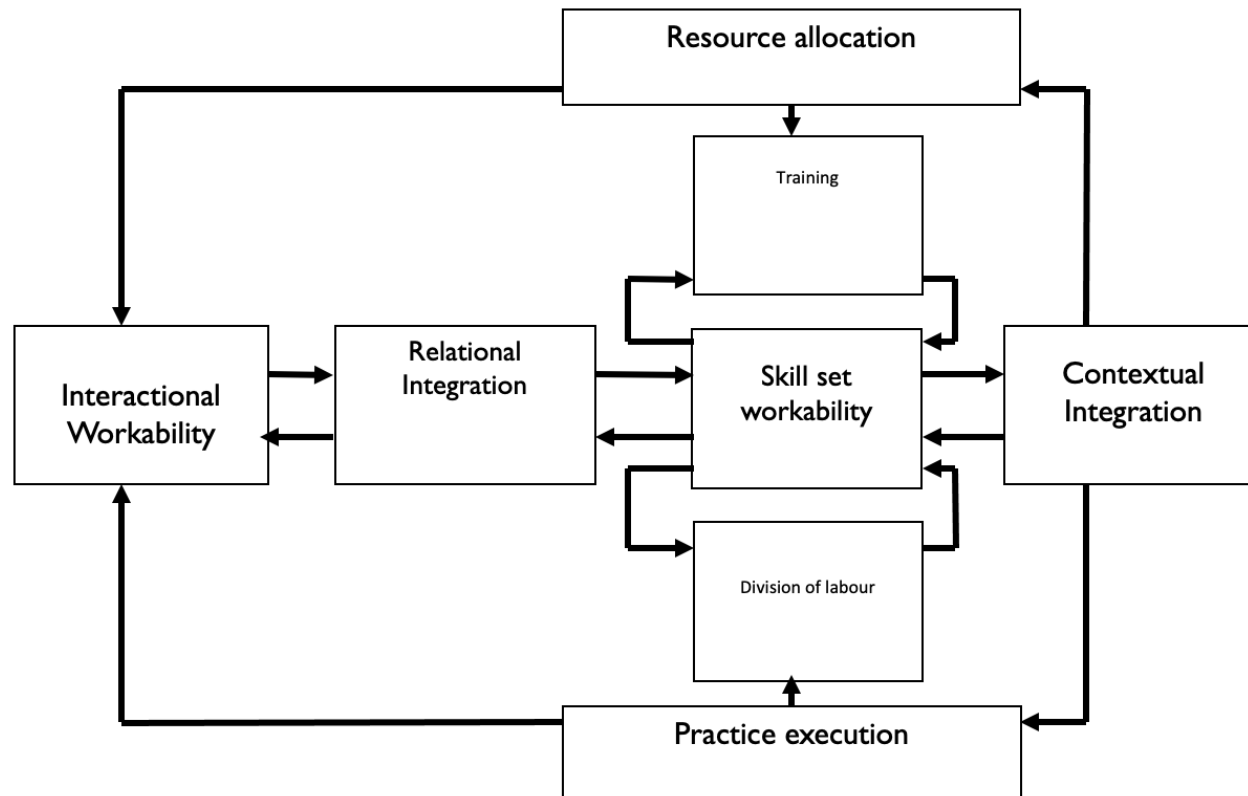 Resource allocation
Training
Interactional
Workability
Relational
Integration
Skill set
workability
Contextual
Integration
Division of labour
Practice execution